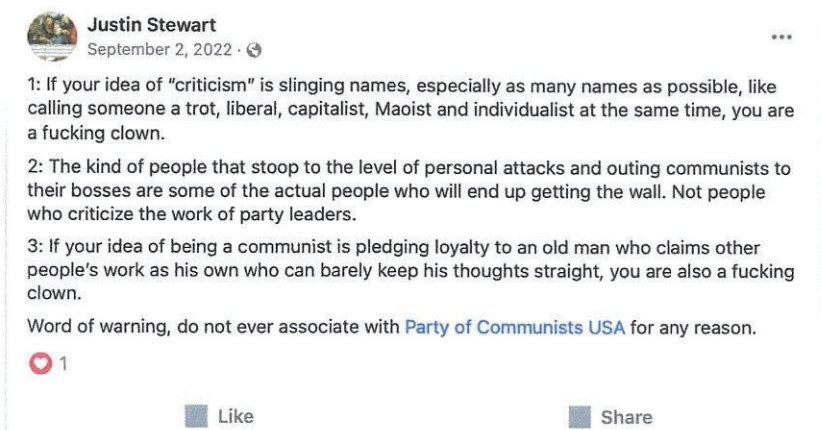 Justin Stewart
September 2, 2022 ·
1: If your idea of “criticism” is slinging names, especially as many names as possible, like
calling someone a trot, liberal, capitalist, Maoist and individualist at the same time, you are
a fucking clown.
2: The kind of people that stoop to the level of personal attacks and outing communists to
their bosses are some of the actual people who will end up getting the wall. Not people
who criticize the work of party leaders.
3: If your idea of being a communist is pledging loyalty to an old man who claims other
people's work as his own who can barely keep his thoughts straight, you are also a fucking
clown.
Word of warning, do not ever associate with Party of Communists USA for any reason.
1
Like
Share